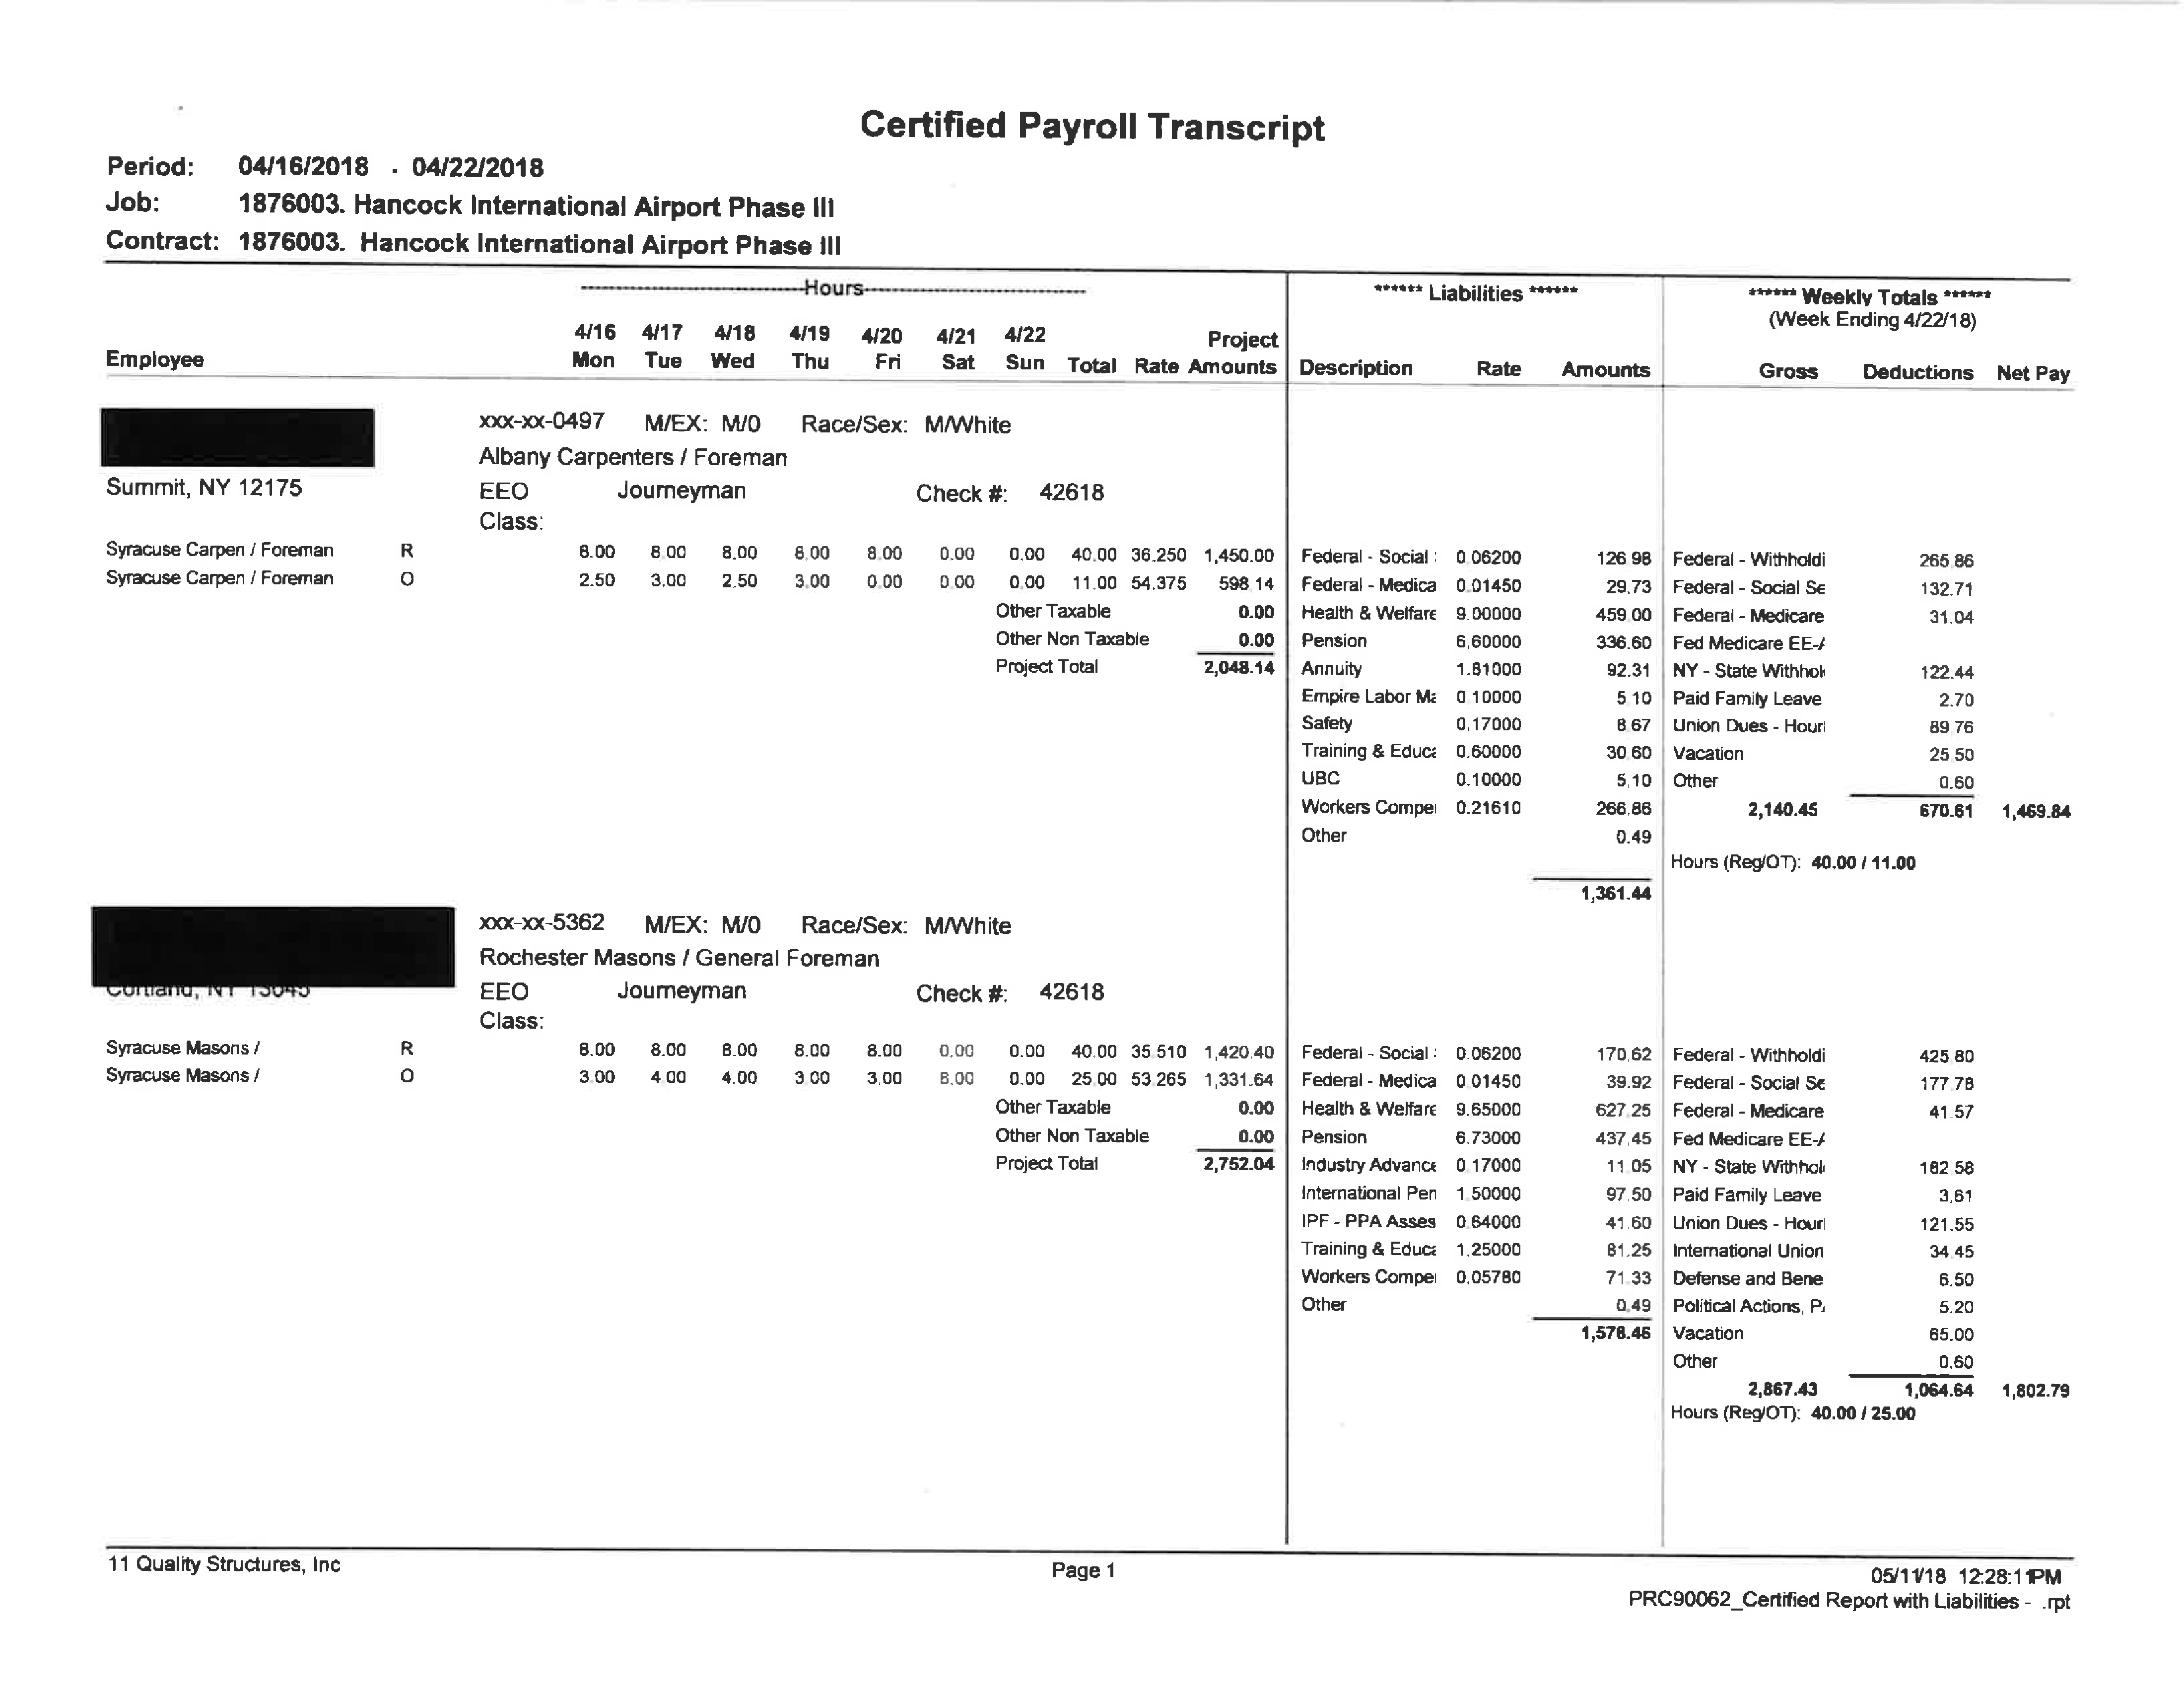 Certified Payroll Transcript
Period: 04/16/2018 - 04/22/2018
Job: 1876003. Hancock International Airport Phase III
Contract: 1876003. Hancock International Airport Phase III
Hours ****** Liabilities ****** ****** Weekly Totals ******
(Week Ending 4/22/18)
4/16 4/17 4/18 4/19 4/20 4/21 4/22 Project
Employee Mon Tue Wed Thu Fri Sat Sun Total Rate Amounts Description Rate Amounts Gross Deductions Net Pay
xxx-xx-0497 M/EX: M/0 Race/Sex: M/White
Albany Carpenters / Foreman
Summit, NY 12175 EEO Journeyman Check #: 42618
Class:
Syracuse Carpen / Foreman R 8.00 8.00 8.00 8.00 8.00 0.00 0.00 40.00 36.250 1,450.00 Federal - Social : 0.06200 126.98 Federal - Withholdi 265.86
Syracuse Carpen / Foreman O 2.50 3.00 2.50 3.00 0.00 0.00 0.00 11.00 54.375 598.14 Federal - Medica 0.01450 29.73 Federal - Social Se 132.71
Other Taxable 0.00 Health & Welfare 9.00000 459.00 Federal - Medicare 31.04
Other Non Taxable 0.00 Pension 6.60000 336.60 Fed Medicare EE-A
Project Total 2,048.14 Annuity 1.81000 92.31 NY - State Withhol 122.44
Empire Labor Ma 0.10000 5.10 Paid Family Leave 2.70
Safety 0.17000 8.67 Union Dues - Hourl 89.76
Training & Educa 0.60000 30.60 Vacation 25.50
UBC 0.10000 5.10 Other 0.60
Workers Compe 0.21610 266.86 2,140.45 670.61 1,469.84
Other 0.49
Hours (Reg/OT): 40.00 / 11.00
1,361.44
xxx-xx-5362 M/EX: M/0 Race/Sex: M/White
Rochester Masons / General Foreman
Cortland, NY 13045 EEO Journeyman Check #: 42618
Class:
Syracuse Masons / R 8.00 8.00 8.00 8.00 8.00 0.00 0.00 40.00 35.510 1,420.40 Federal - Social : 0.06200 170.62 Federal - Withholdi 425.80
Syracuse Masons / O 3.00 4.00 4.00 3.00 3.00 8.00 0.00 25.00 53.265 1,331.64 Federal - Medica 0.01450 39.92 Federal - Social Se 177.78
Other Taxable 0.00 Health & Welfare 9.65000 627.25 Federal - Medicare 41.57
Other Non Taxable 0.00 Pension 6.73000 437.45 Fed Medicare EE-A
Project Total 2,752.04 Industry Advance 0.17000 11.05 NY - State Withhol 182.58
International Pen 1.50000 97.50 Paid Family Leave 3.61
IPF - PPA Asses 0.64000 41.60 Union Dues - Hourl 121.55
Training & Educa 1.25000 81.25 International Union 34.45
Workers Compe 0.05780 71.33 Defense and Bene 6.50
Other 0.49 Political Actions, P 5.20
1,578.46 Vacation 65.00
Other 0.60
2,867.43 1,064.64 1,802.79
Hours (Reg/OT): 40.00 / 25.00
11 Quality Structures, Inc Page 1 05/11/18 12:28:11PM
PRC90062_Certified Report with Liabilities - .rpt